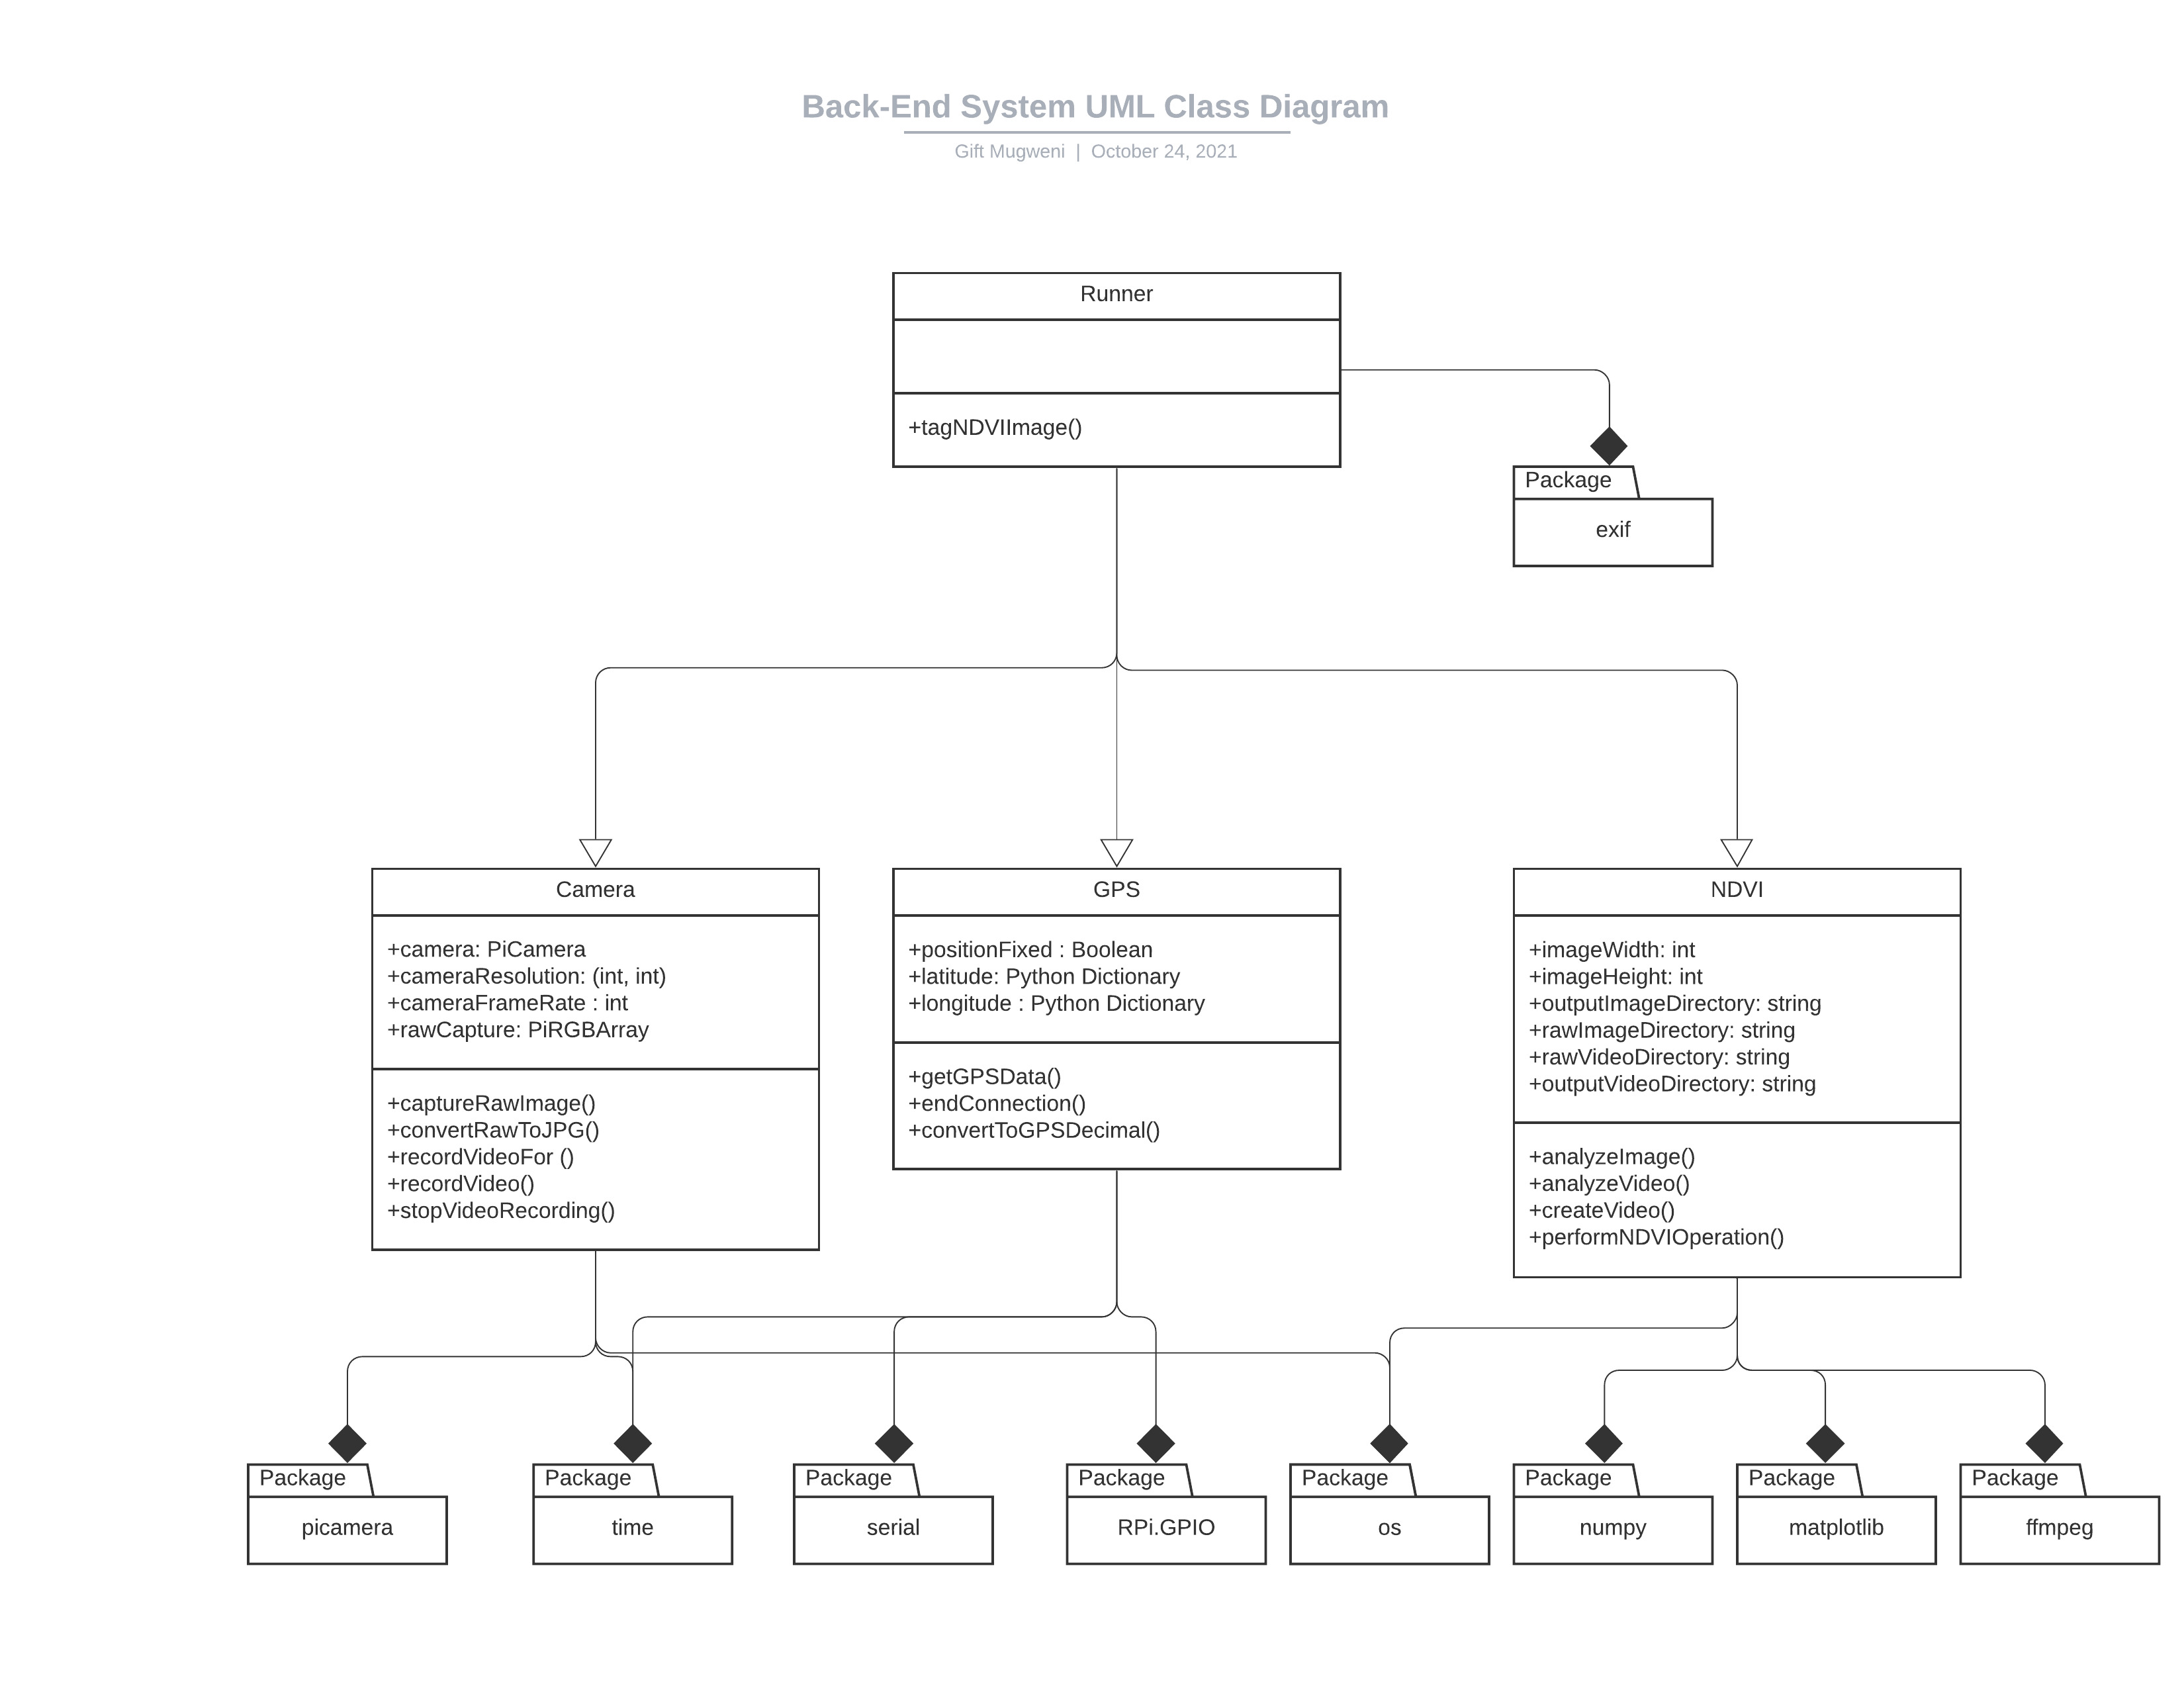 Back-End System UML Class Diagram
Gift Mugweni | October 24, 2021
Runner
+tagNDVIImage()
Package
exif
Camera
+camera: PiCamera
+cameraResolution: (int, int)
+cameraFrameRate : int
+rawCapture: PiRGBArray
+captureRawImage()
+convertRawToJPG()
+recordVideoFor ()
+recordVideo()
+stopVideoRecording()
GPS
+positionFixed : Boolean
+latitude: Python Dictionary
+longitude : Python Dictionary
+getGPSData()
+endConnection()
+convertToGPSDecimal()
NDVI
+imageWidth: int
+imageHeight: int
+outputImageDirectory: string
+rawImageDirectory: string
+rawVideoDirectory: string
+outputVideoDirectory: string
+analyzeImage()
+analyzeVideo()
+createVideo()
+performNDVIOperation()
Package
picamera
Package
time
Package
serial
Package
RPi.GPIO
Package
os
Package
numpy
Package
matplotlib
Package
ffmpeg